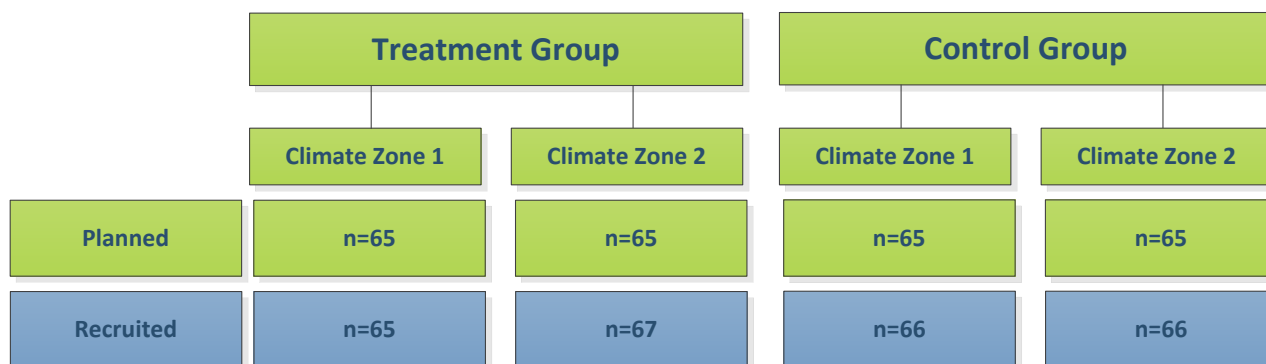 Treatment Group
Control Group
Climate Zone 1
Climate Zone 2
Climate Zone 1
Climate Zone 2
Planned
n=65
n=65
n=65
n=65
Recruited
n=65
n=67
n=66
n=66